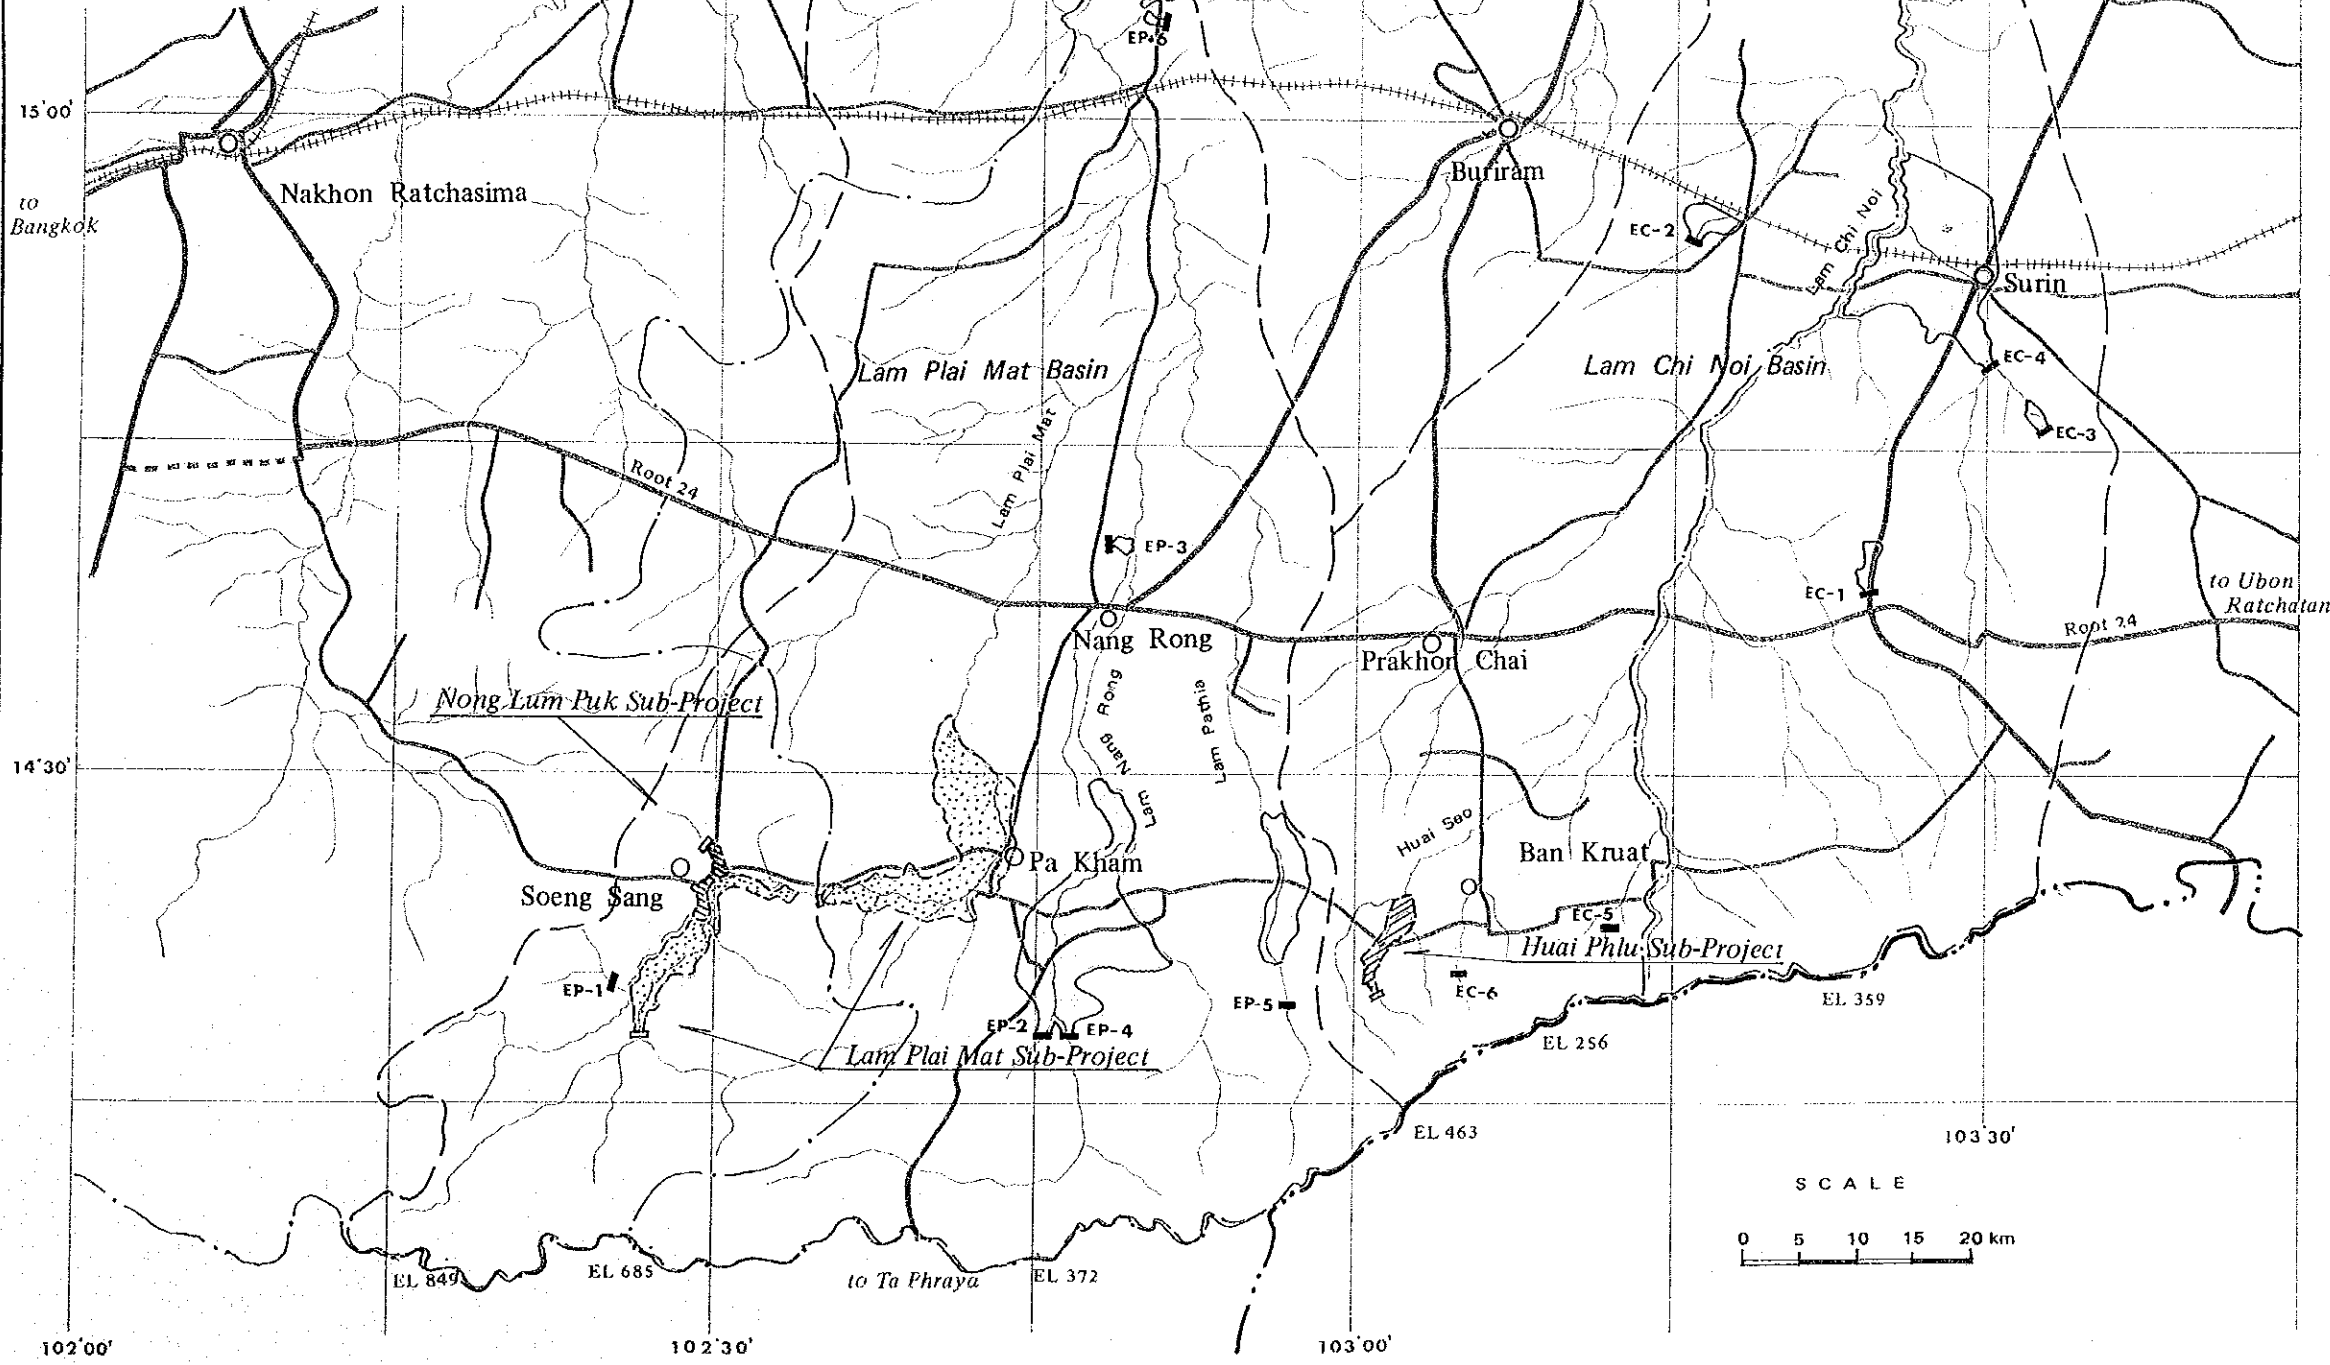 EP-6
15°00'
Nakhon Ratchasima
to
Bangkok
Buriram
EC-2
Lam Chi Noi
Surin
Lam Plai Mat Basin
Lam Chi Noi Basin
EC-4
EC-3
Lam Plai Mat
Root 24
EP-3
EC-1
to Ubon
Ratchatan
Root 24
Nang Rong
Prakhon Chai
Nong Lum Puk Sub-Project
Lam Nang Rong
Lam Pathia
14°30'
Huai Sao
Pa Kham
Ban Kruat
Soeng Sang
EC-5
Huai Phlu Sub-Project
EP-1
EP-5
EC-6
EL 359
EP-2
EP-4
Lam Plai Mat Sub-Project
EL 256
EL 463
103°30'
SCALE
0 5 10 15 20 km
EL 849
EL 685
to Ta Phraya
EL 372
102°00'
102°30'
103°00'